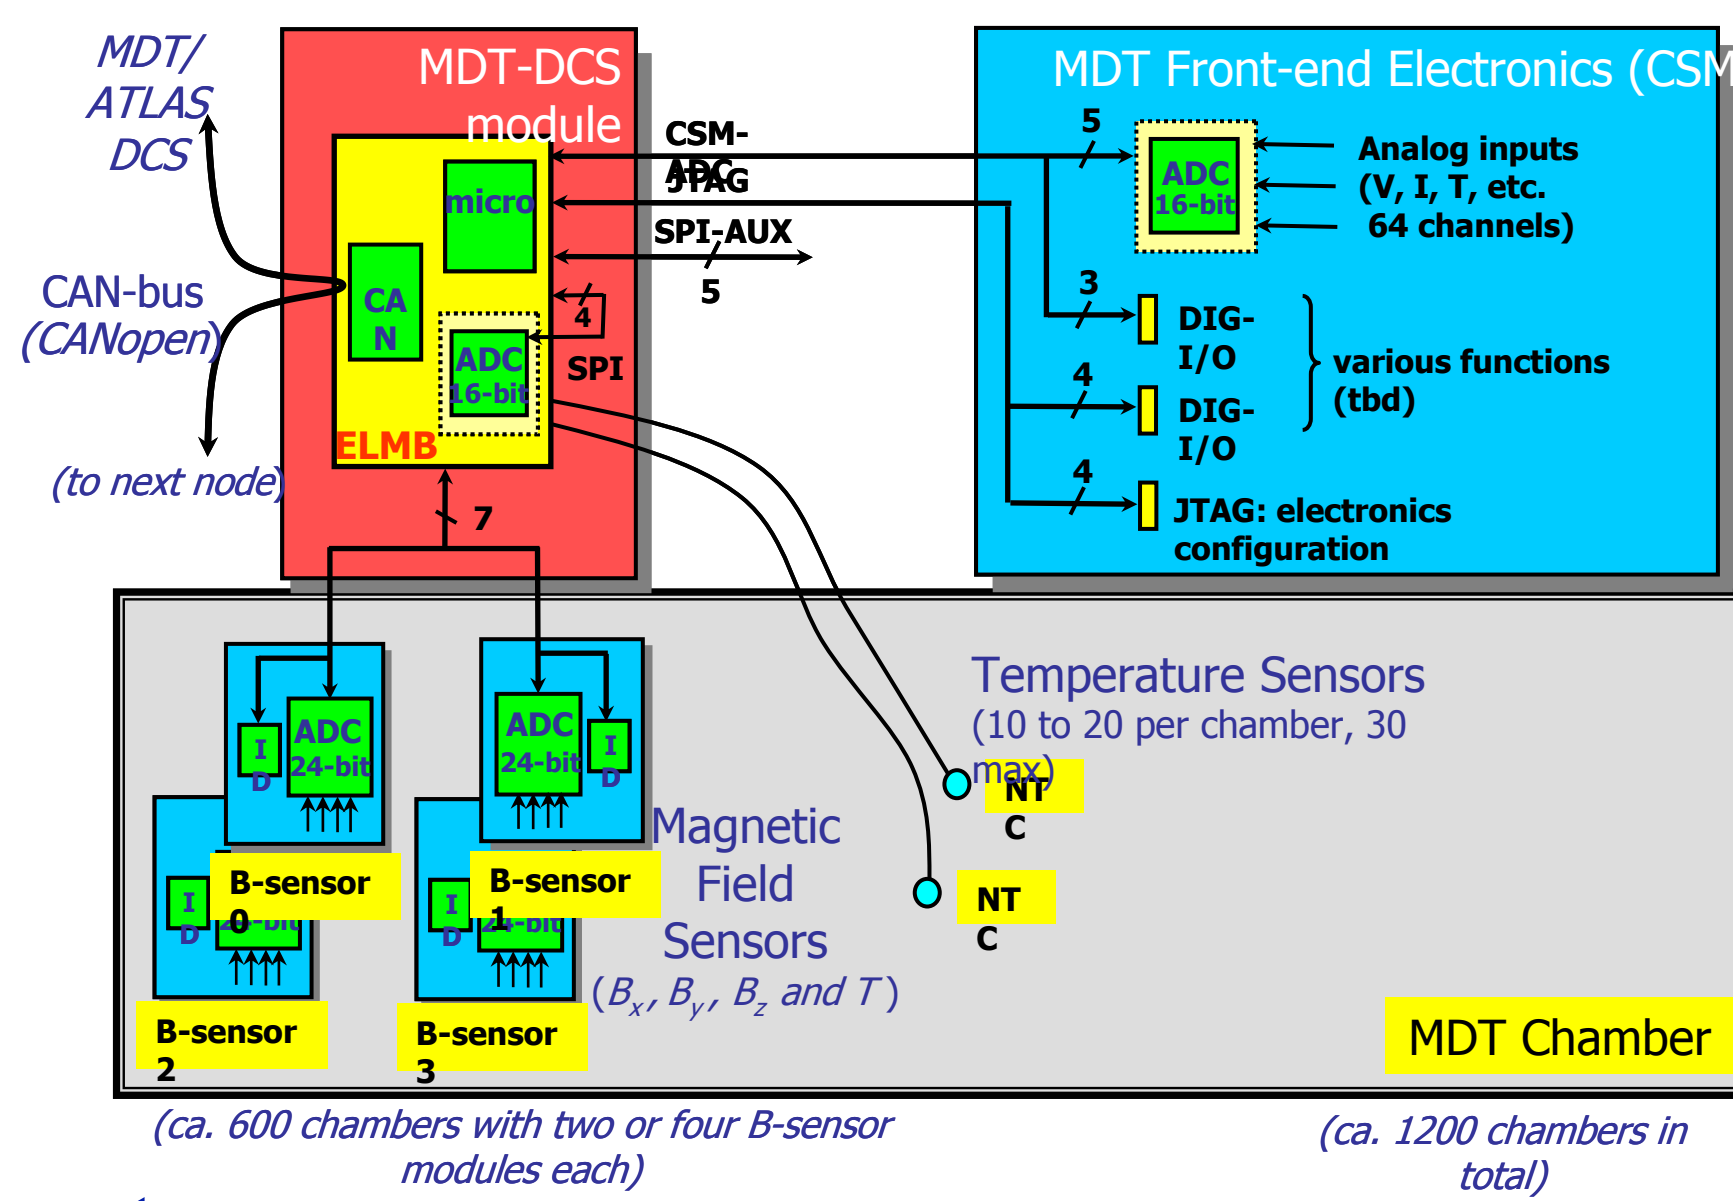 MDT/
ATLAS
DCS
CAN-bus
(CANopen)
(to next node)
MDT-DCS
module
micro
CA
N
ADC
16-bit
ELMB
4
SPI
7
CSM-
ADC
JTAG
SPI-AUX
5
MDT Front-end Electronics (CSM
5
ADC
16-bit
Analog inputs
(V, I, T, etc.
64 channels)
3
DIG-
I/O
4
DIG-
I/O
various functions
(tbd)
4
JTAG: electronics
configuration
I
D
ADC
24-bit
B-sensor
0
ADC
24-bit
I
D
B-sensor
1
I
D
24-bit
B-sensor
2
I
D
24-bit
B-sensor
3
Magnetic
Field
Sensors
(Bx, By, Bz and T)
Temperature Sensors
(10 to 20 per chamber, 30
max)
NT
C
NT
C
MDT Chamber
(ca. 600 chambers with two or four B-sensor
modules each)
(ca. 1200 chambers in
total)